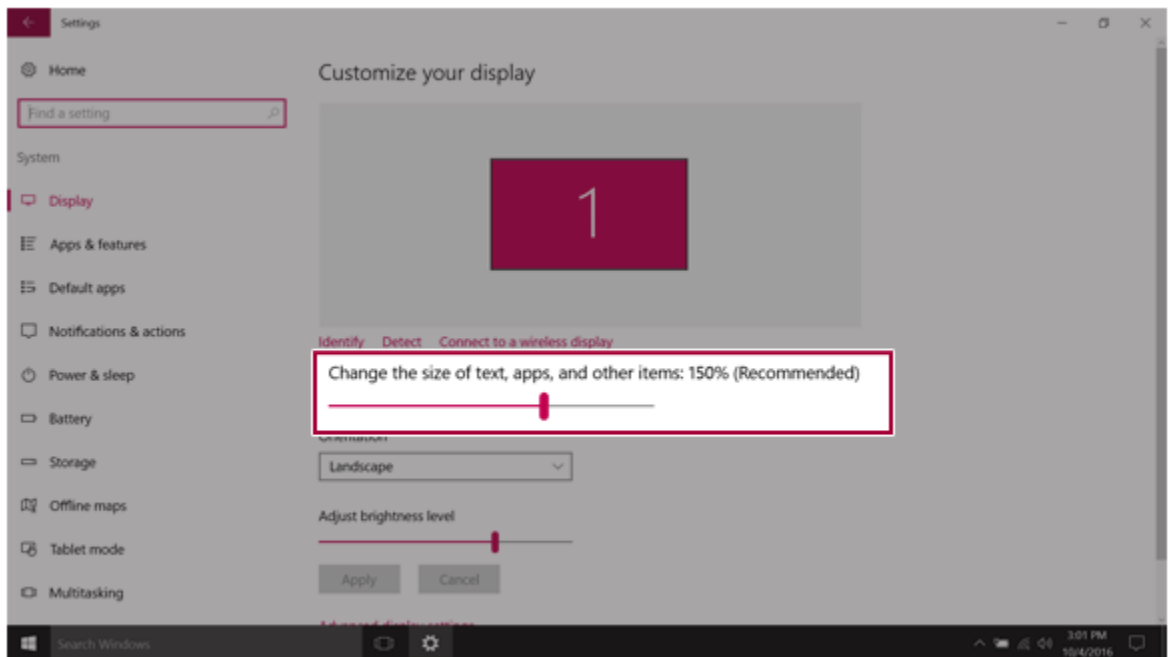 Settings
Home
Customize your display
Find a setting
System
1
Display
Apps & features
Default apps
Notifications & actions
Identify Detect Connect to a wireless display
Change the size of text, apps, and other items: 150% (Recommended)
Power & sleep
Battery
Orientation
Storage
Landscape
Offline maps
Adjust brightness level
Tablet mode
Apply Cancel
Multitasking
Advanced display settings
Search Windows
3:01 PM
10/4/2016